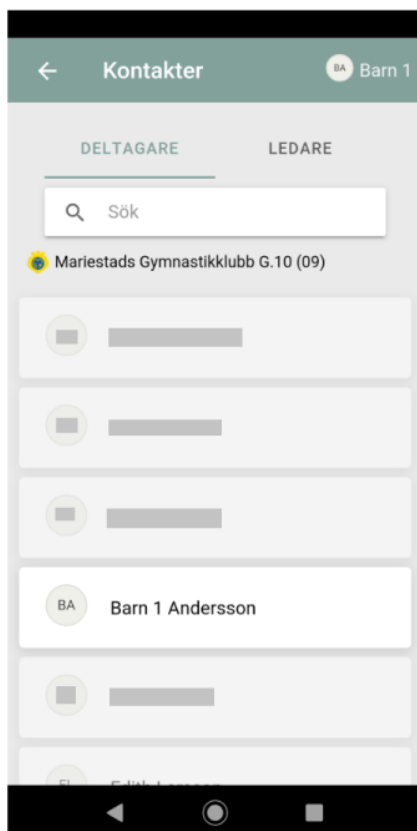 Kontakter
BA Barn 1
DELTAGARE LEDARE
Sök
Mariestads Gymnastikklubb G.10 (09)
BA Barn 1 Andersson